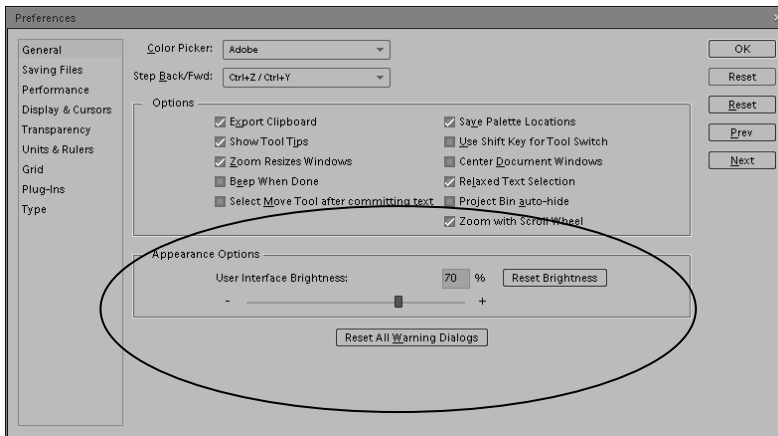 Preferences
General
Saving Files
Performance
Display & Cursors
Transparency
Units & Rulers
Grid
Plug-Ins
Type
Color Picker: Adobe
Step Back/Fwd: Ctrl+Z / Ctrl+Y
Options
Export Clipboard
Show Tool Tips
Zoom Resizes Windows
Beep When Done
Select Move Tool after committing text
Save Palette Locations
Use Shift Key for Tool Switch
Center Document Windows
Relaxed Text Selection
Project Bin auto-hide
Zoom with Scroll Wheel
Appearance Options
User Interface Brightness: 70 % Reset Brightness
- +
Reset All Warning Dialogs
OK
Reset
Reset
Prev
Next